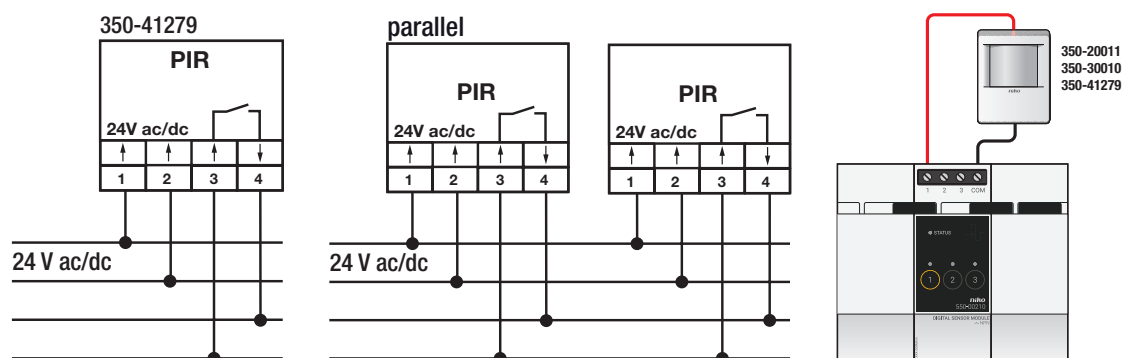 350-41279
PIR
24V ac/dc
1 2 3 4
24 V ac/dc
parallel
PIR
24V ac/dc
1 2 3 4
PIR
24V ac/dc
1 2 3 4
24 V ac/dc
niko
350-20011
350-30010
350-41279
1 2 3 COM
STATUS
1 2 3
niko
550-00210
DIGITAL SENSOR MODULE